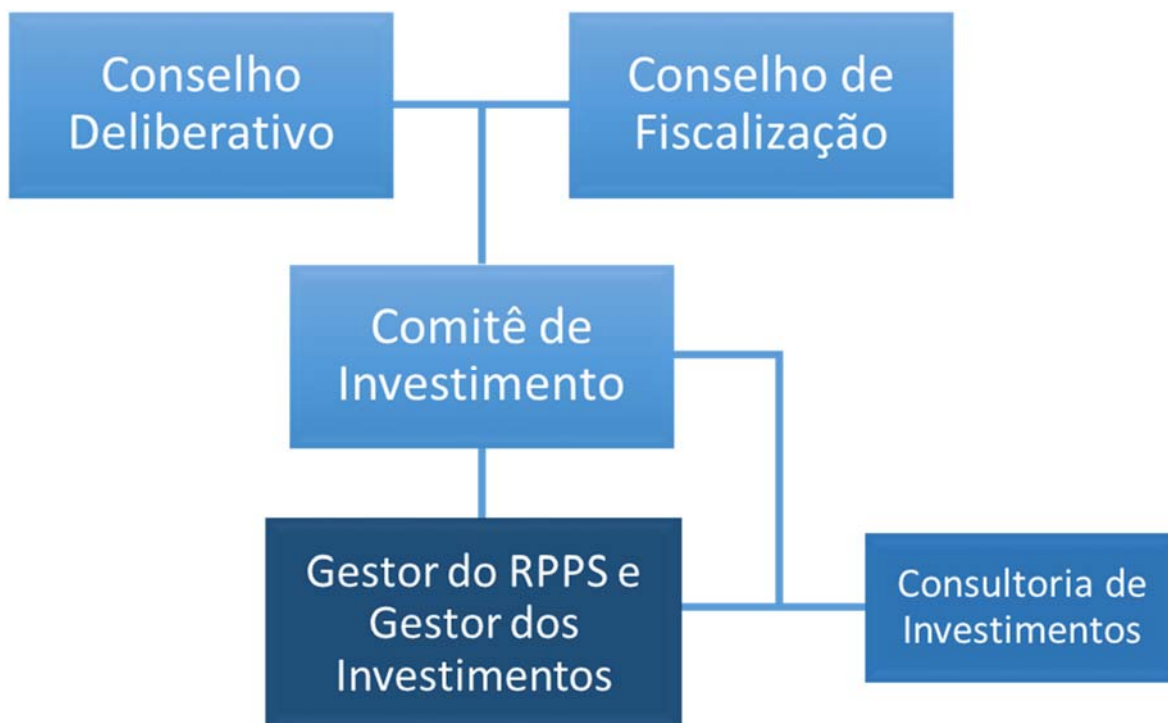 Conselho
Deliberativo
Conselho de
Fiscalização
Comitê de
Investimento
Gestor do RPPS e
Gestor dos
Investimentos
Consultoria de
Investimentos